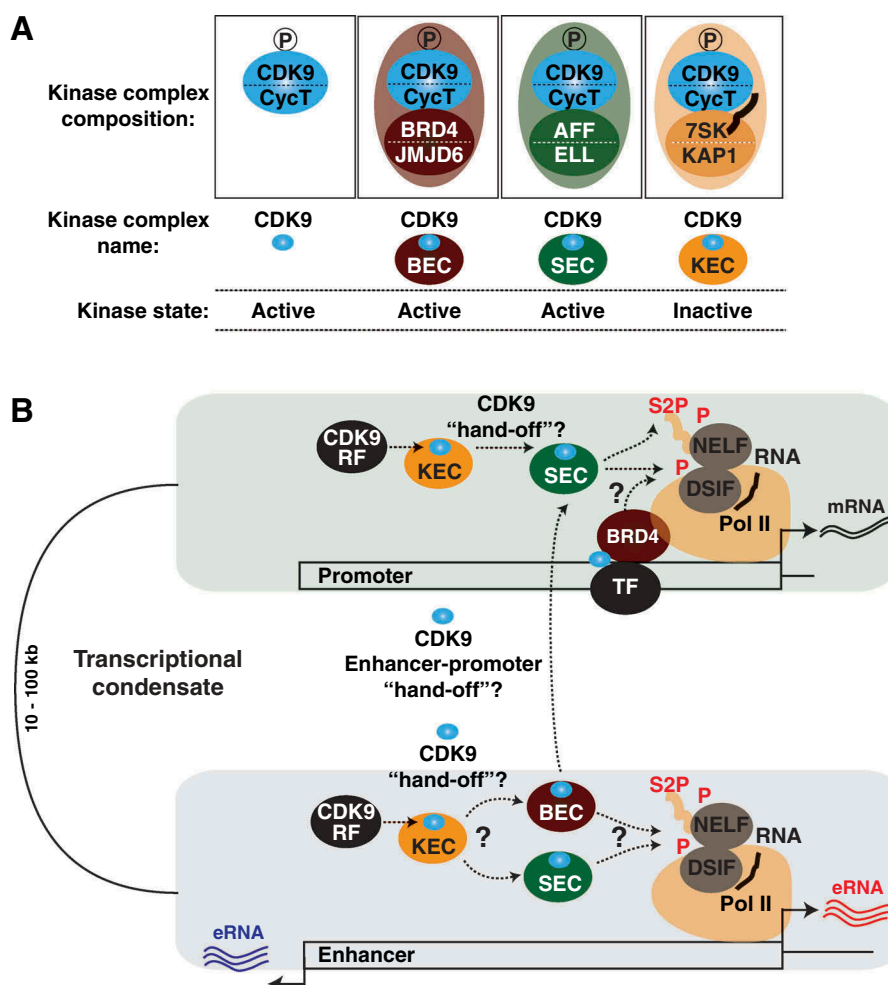 A
Kinase complex
composition:
P
CDK9
CycT
P
CDK9
CycT
BRD4
JMJD6
P
CDK9
CycT
AFF
ELL
P
CDK9
CycT
7SK
KAP1
Kinase complex
name:
CDK9
CDK9
BEC
CDK9
SEC
CDK9
KEC
Kinase state:
Active
Active
Active
Inactive
B
CDK9
RF
KEC
CDK9
“hand-off”?
SEC
?
S2P
P
P
NELF
DSIF
RNA
Pol II
mRNA
BRD4
TF
Promoter
10 - 100 kb
Transcriptional
condensate
CDK9
Enhancer-promoter
“hand-off”?
CDK9
“hand-off”?
CDK9
RF
KEC
?
BEC
SEC
?
S2P
P
P
NELF
DSIF
RNA
Pol II
eRNA
eRNA
Enhancer